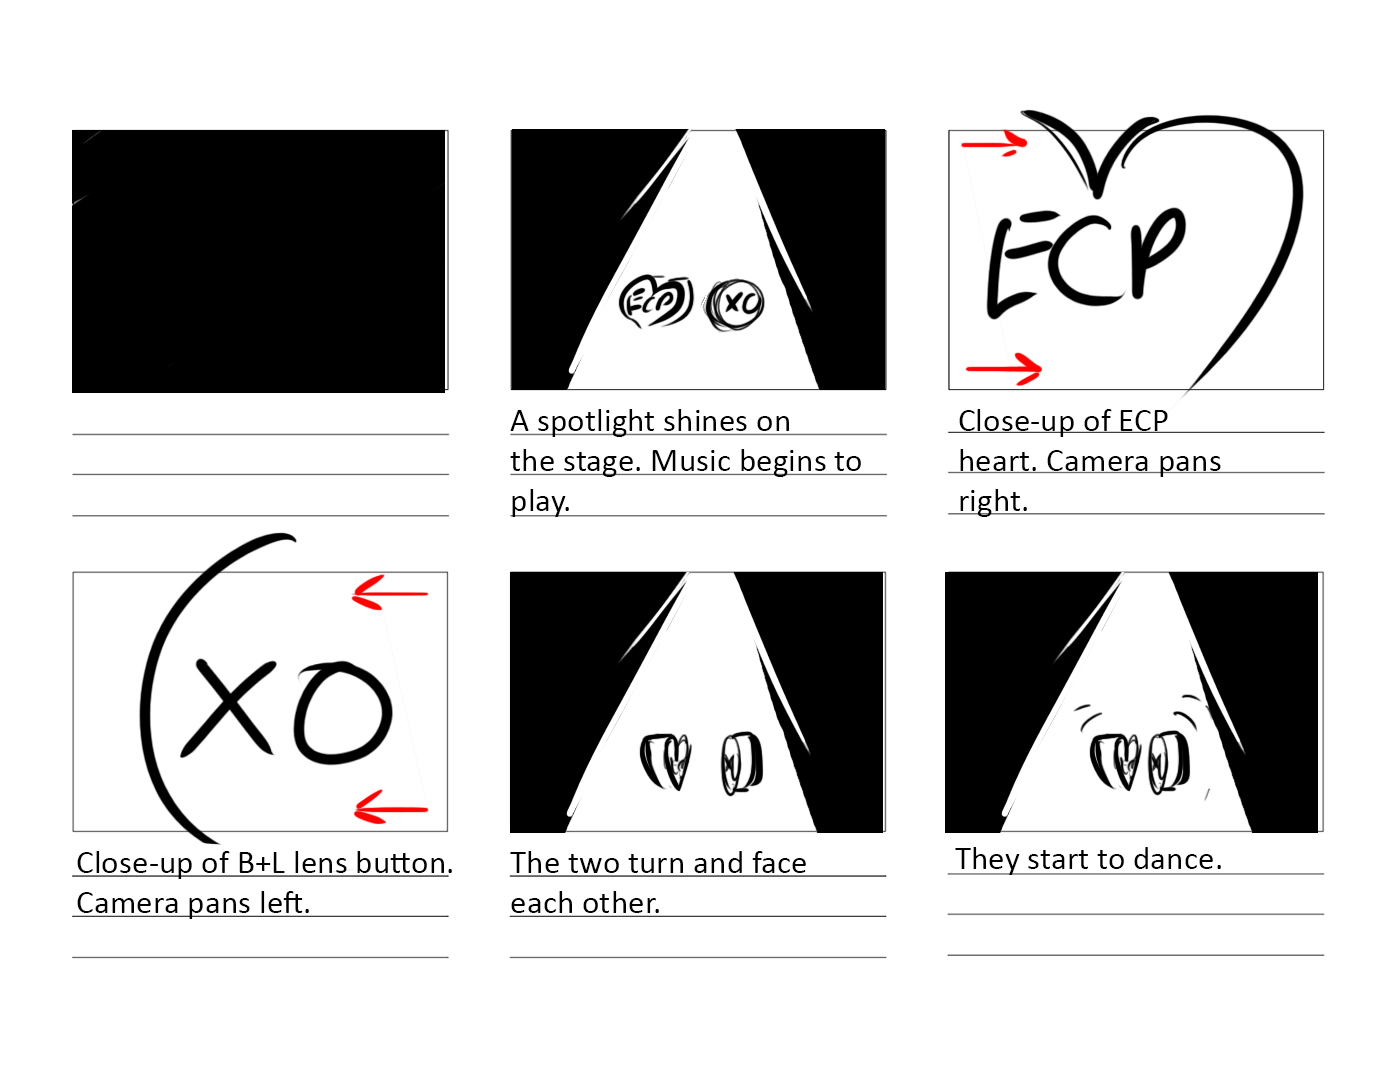 ECP XO
ECP
A spotlight shines on
the stage. Music begins to
play.
Close-up of ECP
heart. Camera pans
right.
XO
Close-up of B+L lens button.
Camera pans left.
The two turn and face
each other.
They start to dance.